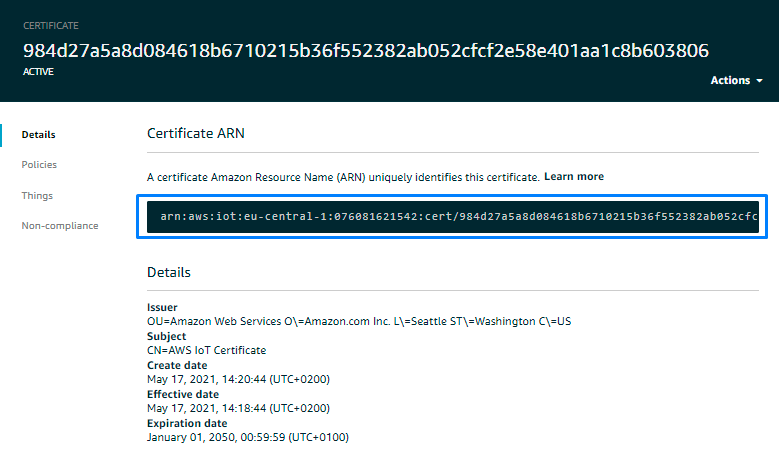 CERTIFICATE
984d27a5a8d084618b6710215b36f552382ab052cfcf2e58e401aa1c8b603806
ACTIVE
Actions
Details
Policies
Things
Non-compliance
Certificate ARN
A certificate Amazon Resource Name (ARN) uniquely identifies this certificate. Learn more
arn:aws:iot:eu-central-1:076081621542:cert/984d27a5a8d084618b6710215b36f552382ab052cfc
Details
Issuer
OU=Amazon Web Services O\=Amazon.com Inc. L\=Seattle ST\=Washington C\=US
Subject
CN=AWS IoT Certificate
Create date
May 17, 2021, 14:20:44 (UTC+0200)
Effective date
May 17, 2021, 14:18:44 (UTC+0200)
Expiration date
January 01, 2050, 00:59:59 (UTC+0100)